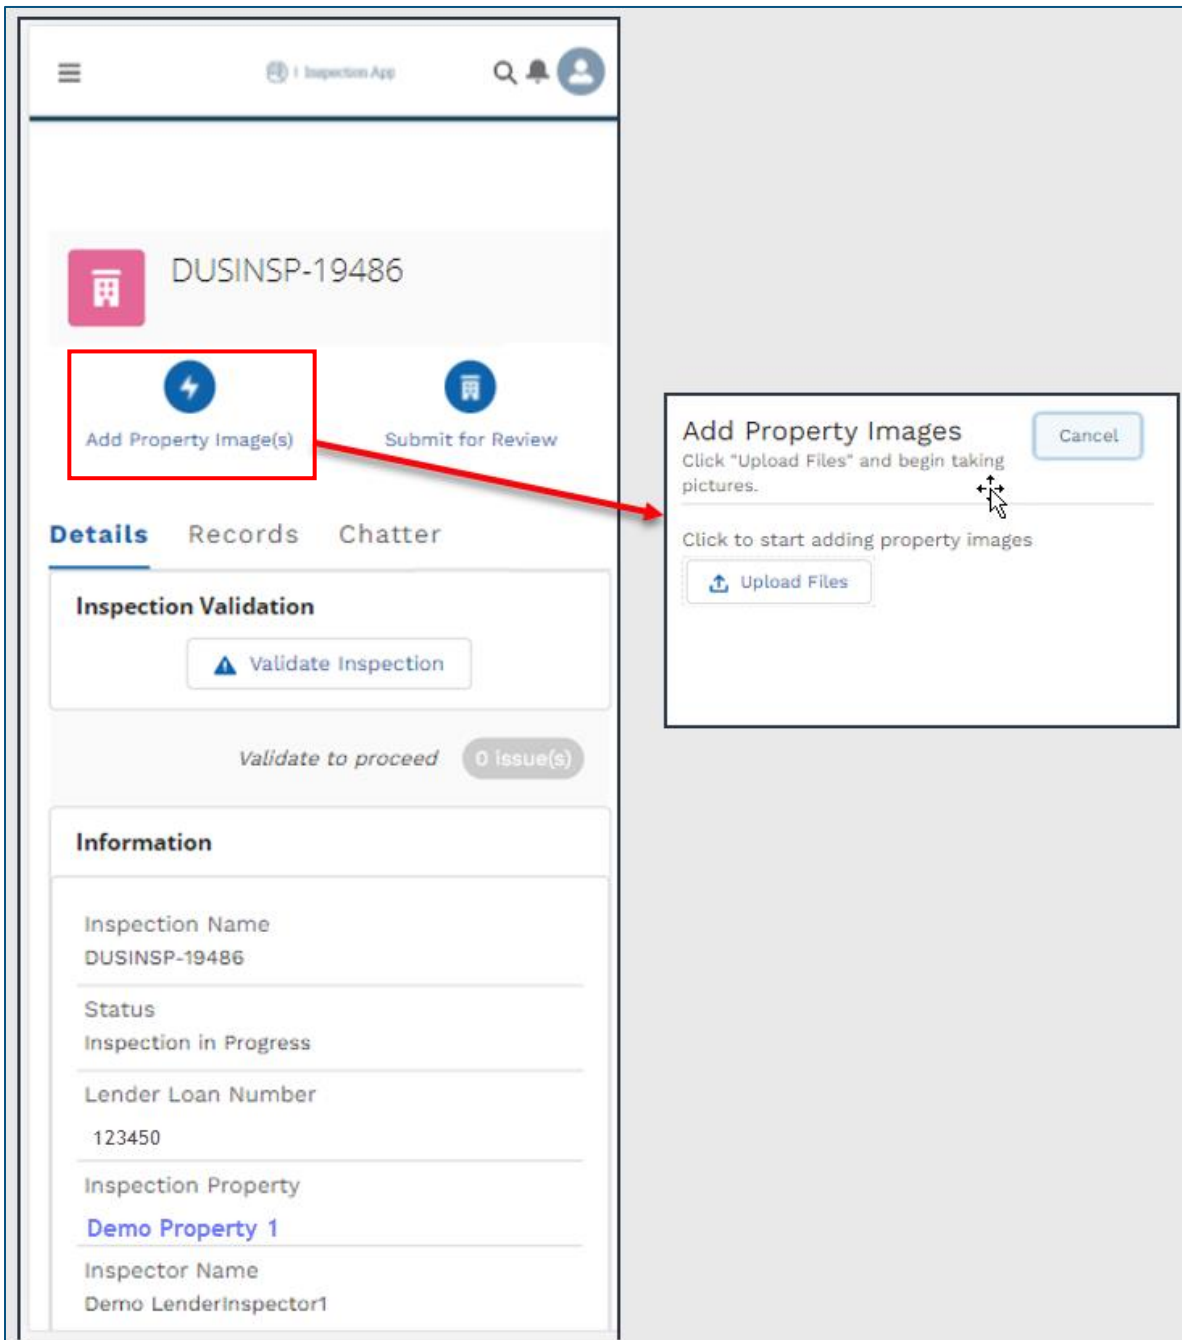 Inspection App
DUSINSP-19486
Add Property Image(s)
Submit for Review
Details Records Chatter
Inspection Validation
Validate Inspection
Validate to proceed 0 issue(s)
Information
Inspection Name
DUSINSP-19486
Status
Inspection in Progress
Lender Loan Number
123450
Inspection Property
Demo Property 1
Inspector Name
Demo LenderInspector1
Add Property Images
Cancel
Click "Upload Files" and begin taking
pictures.
Click to start adding property images
Upload Files